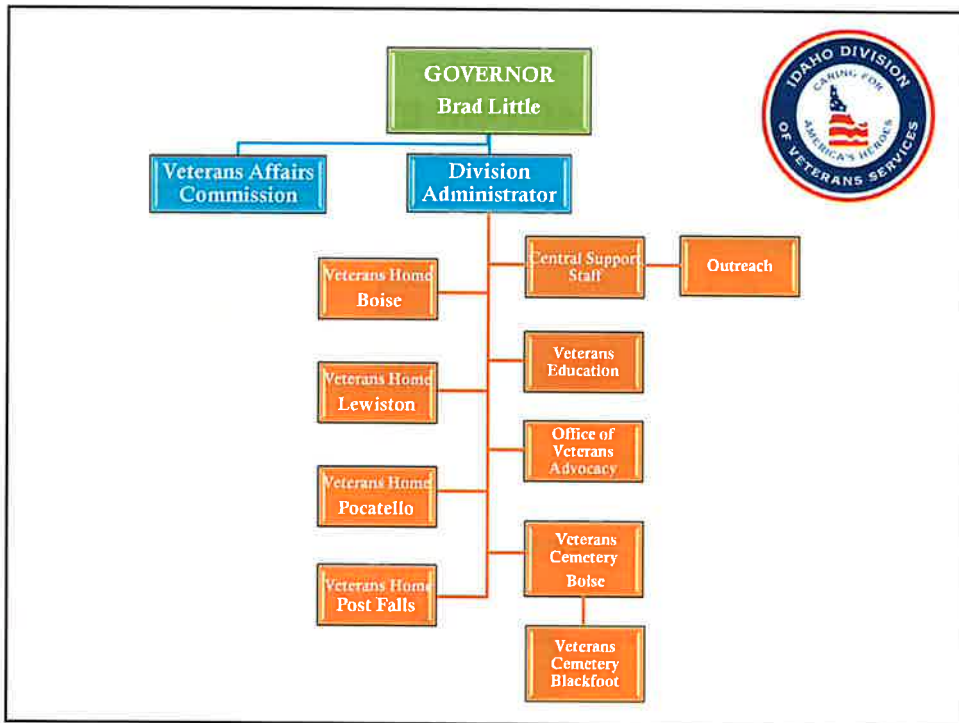 GOVERNOR
Brad Little
IDAHO DIVISION
OF VETERANS SERVICES
CARING FOR
AMERICA'S HEROES
Veterans Affairs
Commission
Division
Administrator
Central Support
Staff
Outreach
Veterans Home
Boise
Veterans
Education
Veterans Home
Lewiston
Office of
Veterans
Advocacy
Veterans Home
Pocatello
Veterans
Cemetery
Boise
Veterans Home
Post Falls
Veterans
Cemetery
Blackfoot